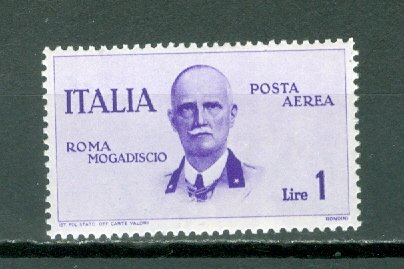 ITALIA
POSTA
AEREA
ROMA
MOGADISCIO
Lire 1
IST. POL. STATO. OFF. CARTE VALORI
RONDINI